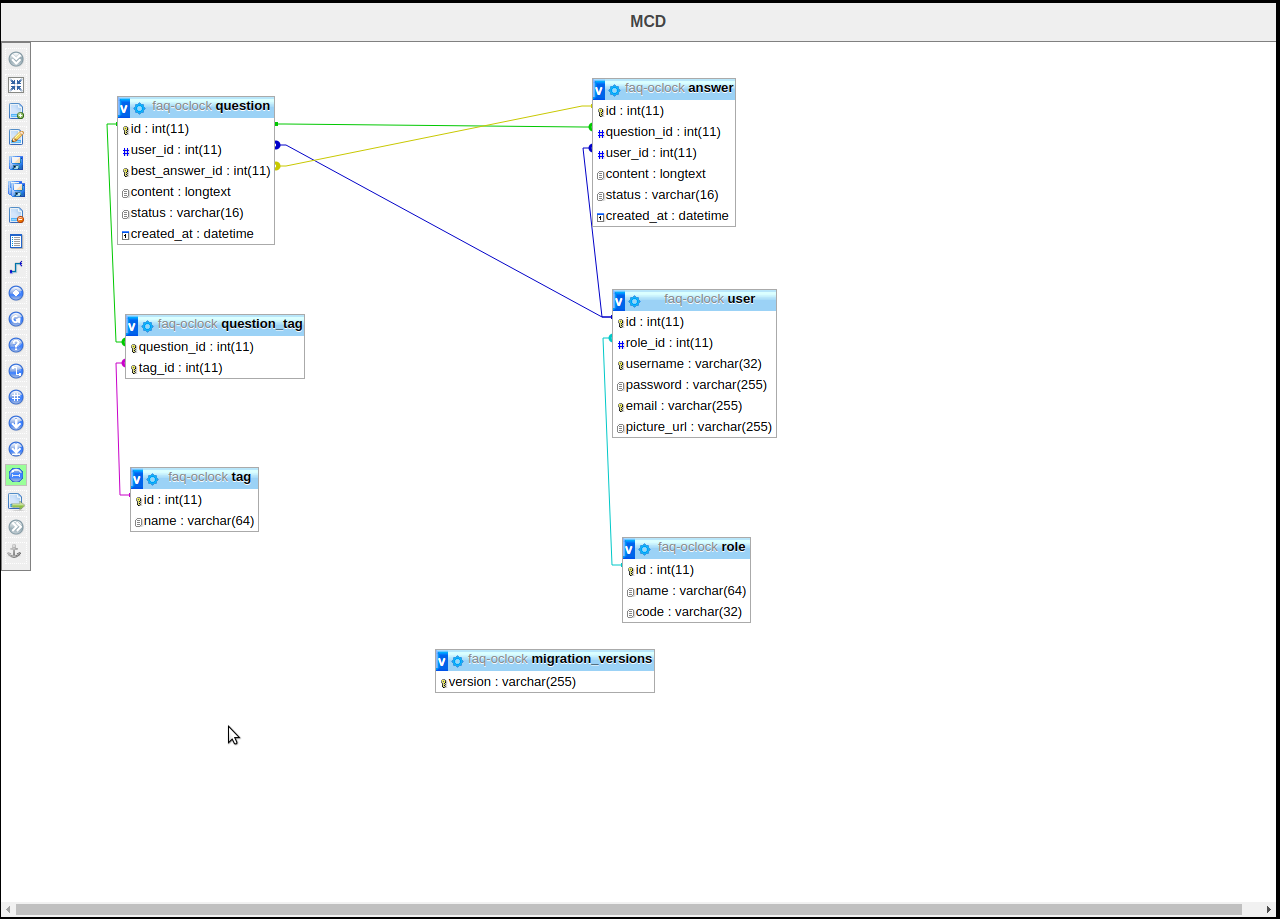 MCD
faq-oclock question
id : int(11)
user_id : int(11)
best_answer_id : int(11)
content : longtext
status : varchar(16)
created_at : datetime
faq-oclock answer
id : int(11)
question_id : int(11)
user_id : int(11)
content : longtext
status : varchar(16)
created_at : datetime
faq-oclock user
id : int(11)
role_id : int(11)
username : varchar(32)
password : varchar(255)
email : varchar(255)
picture_url : varchar(255)
faq-oclock question_tag
question_id : int(11)
tag_id : int(11)
faq-oclock tag
id : int(11)
name : varchar(64)
faq-oclock role
id : int(11)
name : varchar(64)
code : varchar(32)
faq-oclock migration_versions
version : varchar(255)